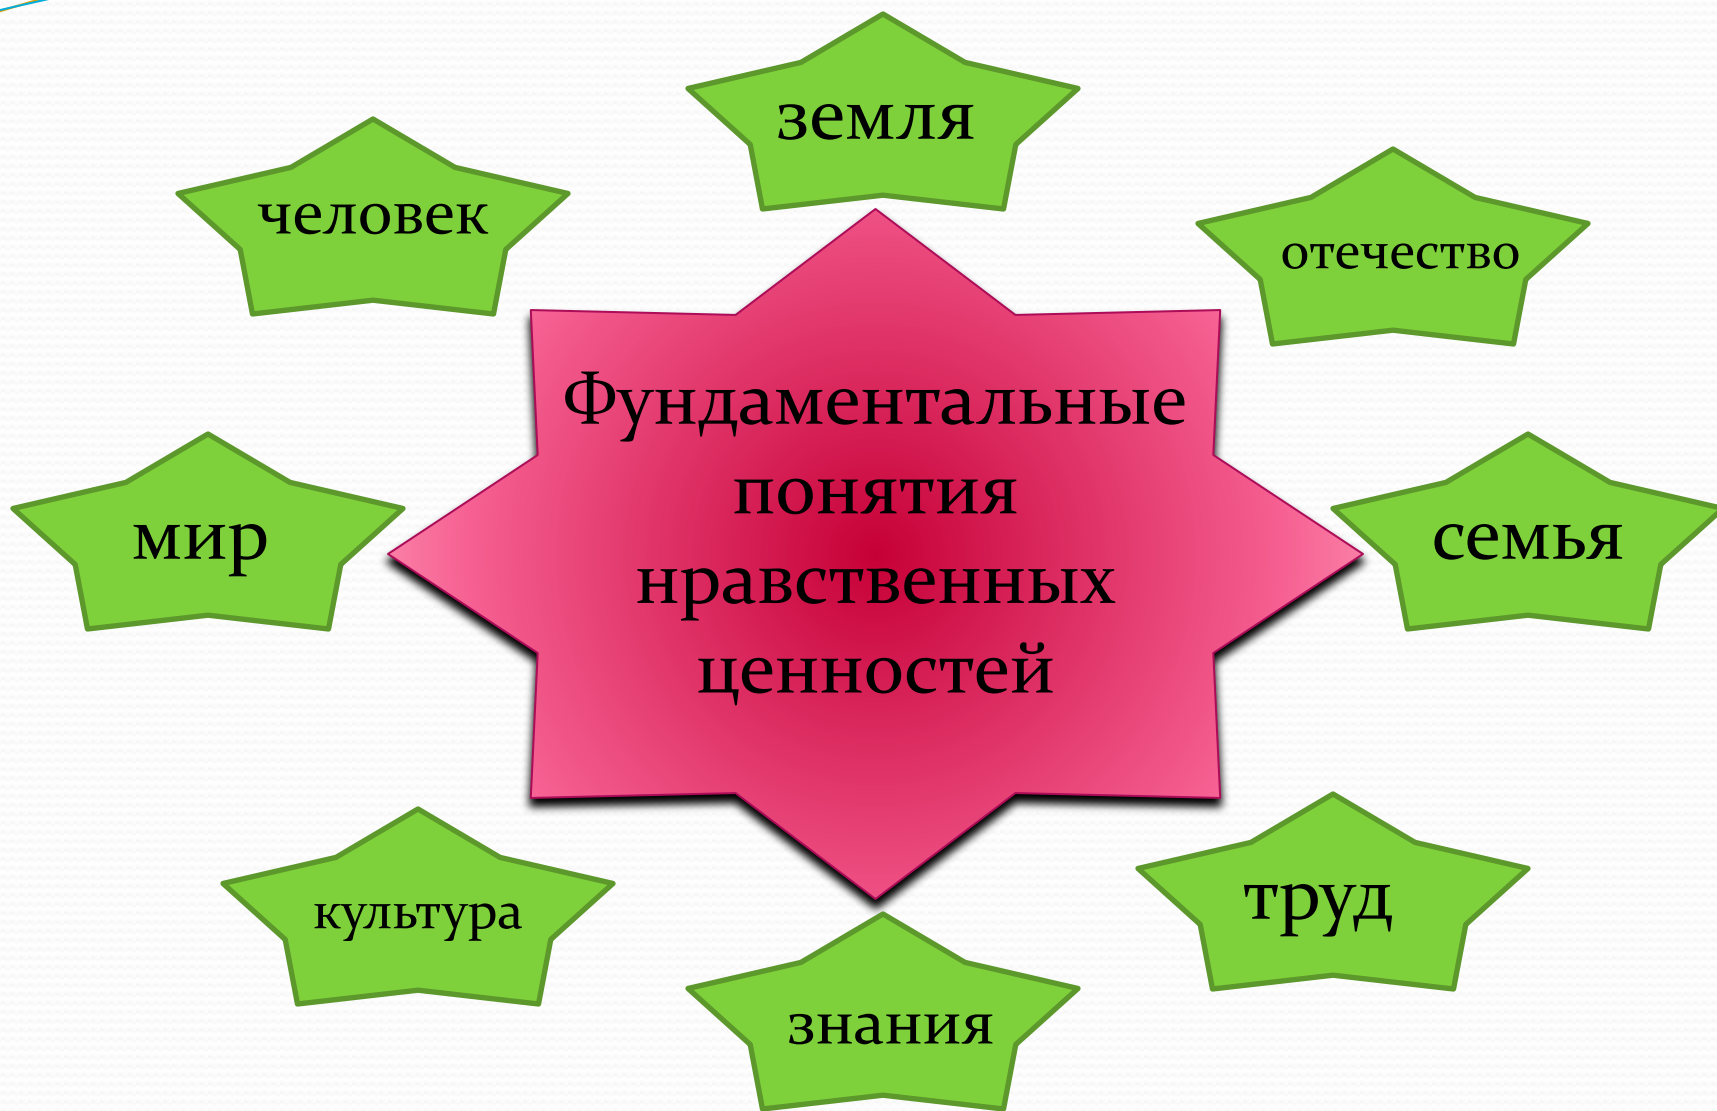 земля
человек
отечество
Фундаментальные
понятия
нравственных
ценностей
мир
семья
культура
труд
знания